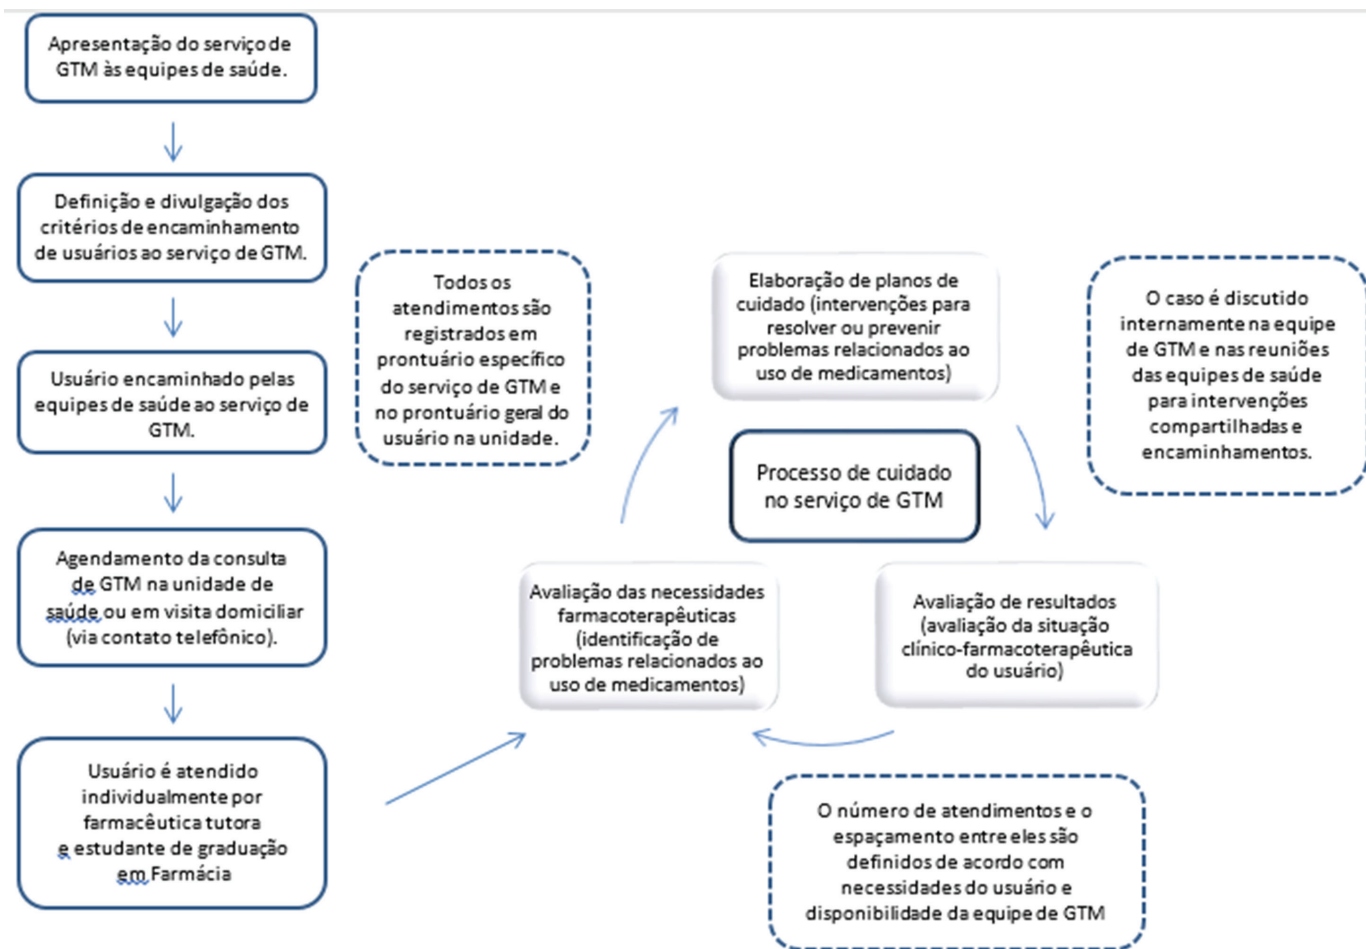 Apresentação do serviço de
GTM às equipes de saúde.
Definição e divulgação dos
critérios de encaminhamento
de usuários ao serviço de GTM.
Usuário encaminhado pelas
equipes de saúde ao serviço de
GTM.
Agendamento da consulta
de GTM na unidade de
saúde ou em visita domiciliar
(via contato telefônico).
Usuário é atendido
individualmente por
farmacêutica tutora
e estudante de graduação
em Farmácia
Todos os
atendimentos são
registrados em
prontuário específico
do serviço de GTM e
no prontuário geral do
usuário na unidade.
Elaboração de planos de
cuidado (intervenções para
resolver ou prevenir
problemas relacionados ao
uso de medicamentos)
Processo de cuidado
no serviço de GTM
Avaliação das necessidades
farmacoterapêuticas
(identificação de
problemas relacionados ao
uso de medicamentos)
Avaliação de resultados
(avaliação da situação
clínico-farmacoterapêutica
do usuário)
O caso é discutido
internamente na equipe
de GTM e nas reuniões
das equipes de saúde
para intervenções
compartilhadas e
encaminhamentos.
O número de atendimentos e o
espaçamento entre eles são
definidos de acordo com
necessidades do usuário e
disponibilidade da equipe de GTM